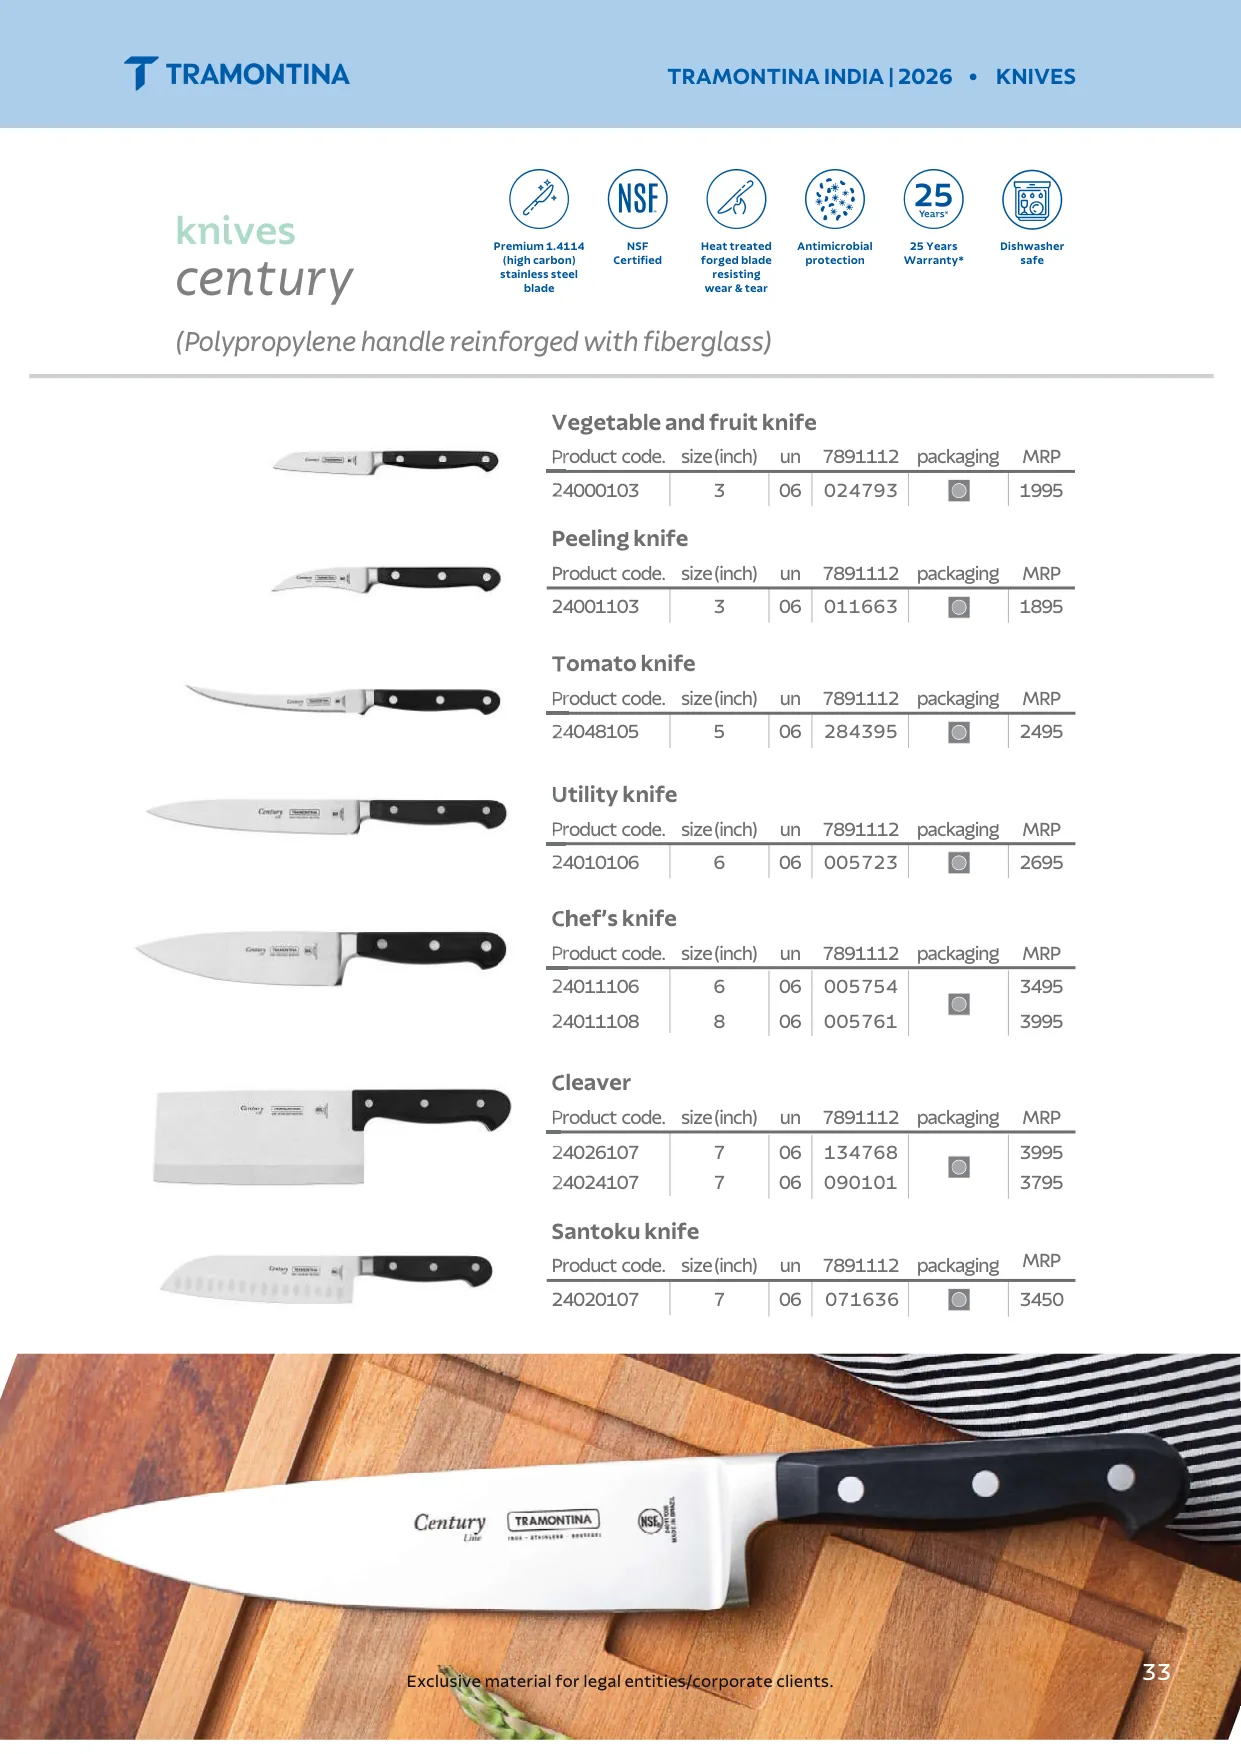 TRAMONTINA
TRAMONTINA INDIA | 2026 • KNIVES
knives
century
Premium 1.4114
(high carbon)
stainless steel
blade
NSF
NSF
Certified
Heat treated
forged blade
resisting
wear & tear
Antimicrobial
protection
25
Years*
25 Years
Warranty*
Dishwasher
safe
(Polypropylene handle reinforged with fiberglass)
Vegetable and fruit knife
Product code. size (inch) un 7891112 packaging MRP
24000103 3 06 024793 1995
Peeling knife
Product code. size (inch) un 7891112 packaging MRP
24001103 3 06 011663 1895
Tomato knife
Product code. size (inch) un 7891112 packaging MRP
24048105 5 06 284395 2495
Utility knife
Product code. size (inch) un 7891112 packaging MRP
24010106 6 06 005723 2695
Chef's knife
Product code. size (inch) un 7891112 packaging MRP
24011106 6 06 005754 3495
24011108 8 06 005761 3995
Cleaver
Product code. size (inch) un 7891112 packaging MRP
24026107 7 06 134768 3995
24024107 7 06 090101 3795
Santoku knife
Product code. size (inch) un 7891112 packaging MRP
24020107 7 06 071636 3450
Century
Line
TRAMONTINA
INOX - STAINLESS - ROSTFREI
NSF
Exclusive material for legal entities/corporate clients.
33